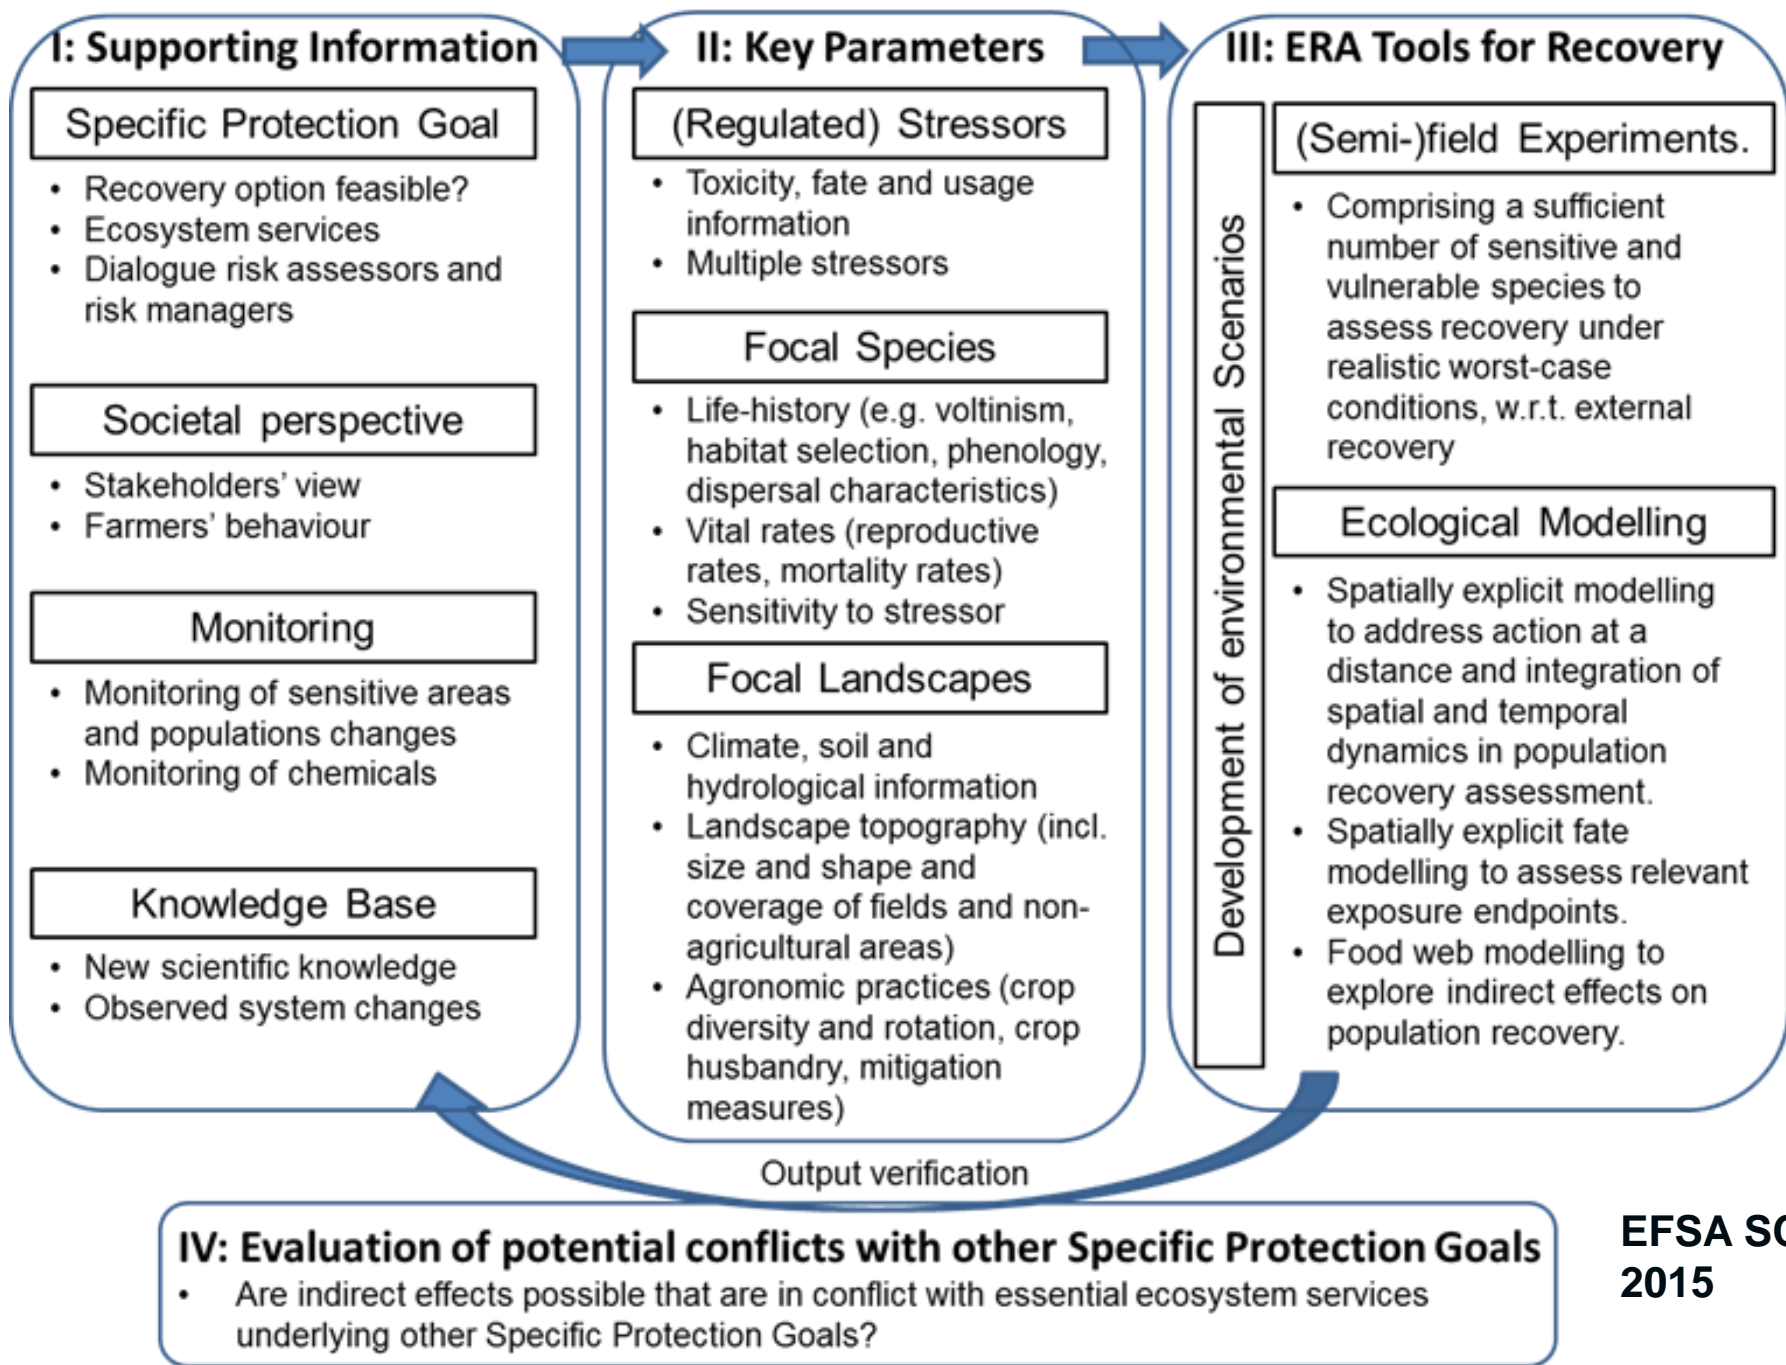 I: Supporting Information
Specific Protection Goal
• Recovery option feasible?
• Ecosystem services
• Dialogue risk assessors and
risk managers
Societal perspective
• Stakeholders’ view
• Farmers’ behaviour
Monitoring
• Monitoring of sensitive areas
and populations changes
• Monitoring of chemicals
Knowledge Base
• New scientific knowledge
• Observed system changes
II: Key Parameters
(Regulated) Stressors
• Toxicity, fate and usage
information
• Multiple stressors
Focal Species
• Life-history (e.g. voltinism,
habitat selection, phenology,
dispersal characteristics)
• Vital rates (reproductive
rates, mortality rates)
• Sensitivity to stressor
Focal Landscapes
• Climate, soil and
hydrological information
• Landscape topography (incl.
size and shape and
coverage of fields and non-
agricultural areas)
• Agronomic practices (crop
diversity and rotation, crop
husbandry, mitigation
measures)
III: ERA Tools for Recovery
Development of environmental Scenarios
(Semi-)field Experiments.
• Comprising a sufficient
number of sensitive and
vulnerable species to
assess recovery under
realistic worst-case
conditions, w.r.t. external
recovery
Ecological Modelling
• Spatially explicit modelling
to address action at a
distance and integration of
spatial and temporal
dynamics in population
recovery assessment.
• Spatially explicit fate
modelling to assess relevant
exposure endpoints.
• Food web modelling to
explore indirect effects on
population recovery.
Output verification
IV: Evaluation of potential conflicts with other Specific Protection Goals
• Are indirect effects possible that are in conflict with essential ecosystem services
underlying other Specific Protection Goals?
EFSA SC
2015